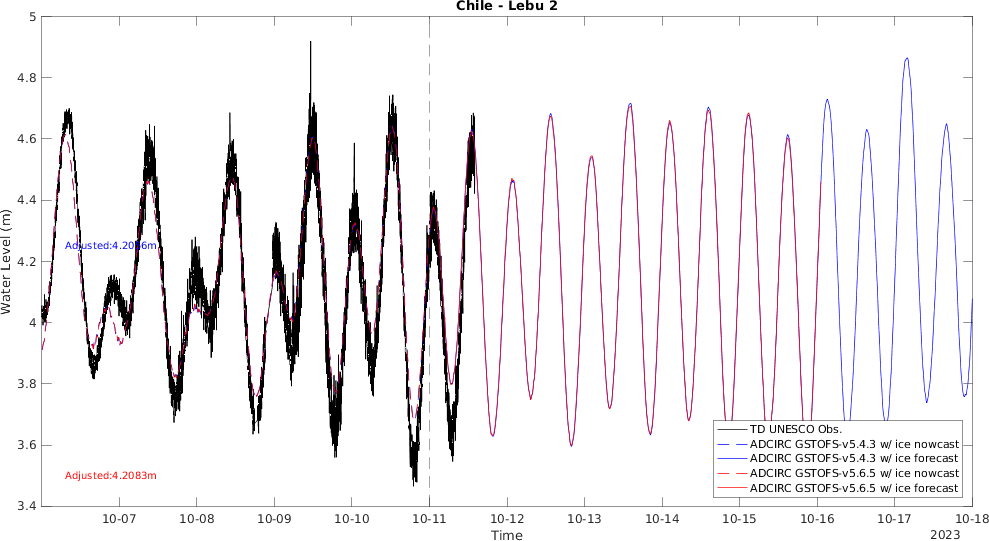 Chile - Lebu 2
5
4.8
4.6
4.4
4.2
4
3.8
3.6
3.4
Water Level (m)
Adjusted:4.2046m
Adjusted:4.2083m
TD UNESCO Obs.
ADCIRC GSTOFS-v5.4.3 w/ ice nowcast
ADCIRC GSTOFS-v5.4.3 w/ ice forecast
ADCIRC GSTOFS-v5.6.5 w/ ice nowcast
ADCIRC GSTOFS-v5.6.5 w/ ice forecast
10-07 10-08 10-09 10-10 10-11 10-12 10-13 10-14 10-15 10-16 10-17 10-18
Time
2023